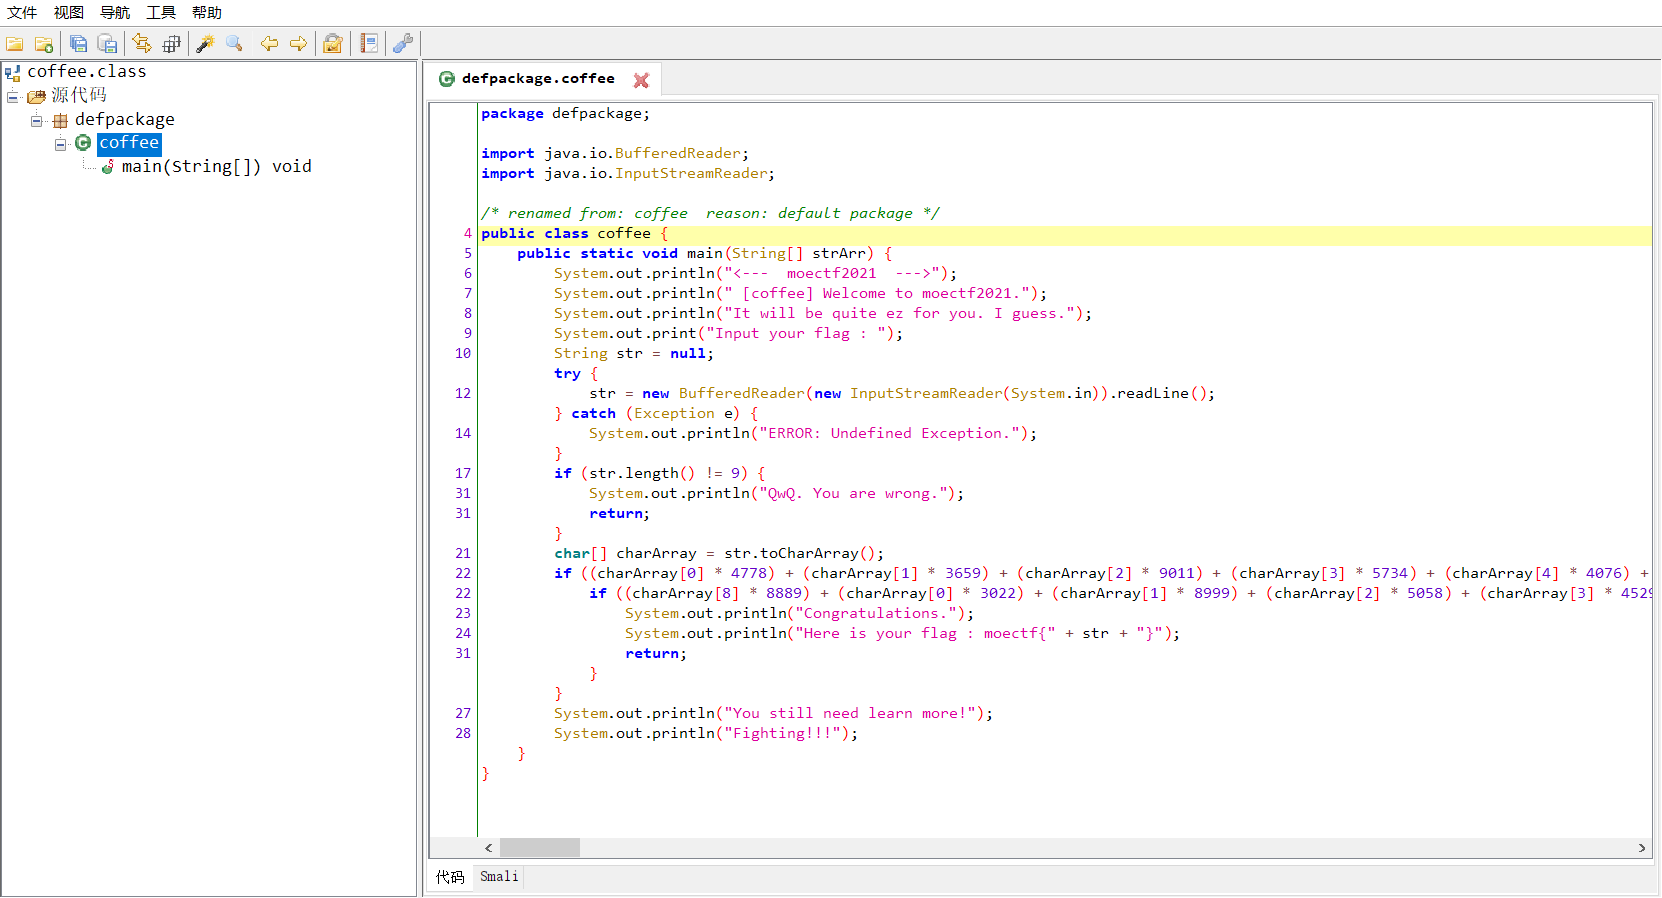 文件 视图 导航 工具 帮助
coffee.class
源代码
defpackage
coffee
main(String[]) void
defpackage.coffee
package defpackage;
import java.io.BufferedReader;
import java.io.InputStreamReader;
/* renamed from: coffee  reason: default package */
4 public class coffee {
5 public static void main(String[] strArr) {
6 System.out.println("<---  moectf2021  --->");
7 System.out.println(" [coffee] Welcome to moectf2021.");
8 System.out.println("It will be quite ez for you. I guess.");
9 System.out.print("Input your flag : ");
10 String str = null;
try {
12 str = new BufferedReader(new InputStreamReader(System.in)).readLine();
} catch (Exception e) {
14 System.out.println("ERROR: Undefined Exception.");
}
17 if (str.length() != 9) {
31 System.out.println("QwQ. You are wrong.");
31 return;
}
21 char[] charArray = str.toCharArray();
22 if ((charArray[0] * 4778) + (charArray[1] * 3659) + (charArray[2] * 9011) + (charArray[3] * 5734) + (charArray[4] * 4076) +
22 if ((charArray[8] * 8889) + (charArray[0] * 3022) + (charArray[1] * 8999) + (charArray[2] * 5058) + (charArray[3] * 4529
23 System.out.println("Congratulations.");
24 System.out.println("Here is your flag : moectf{" + str + "}");
31 return;
}
}
27 System.out.println("You still need learn more!");
28 System.out.println("Fighting!!!");
}
}
代码 Smali